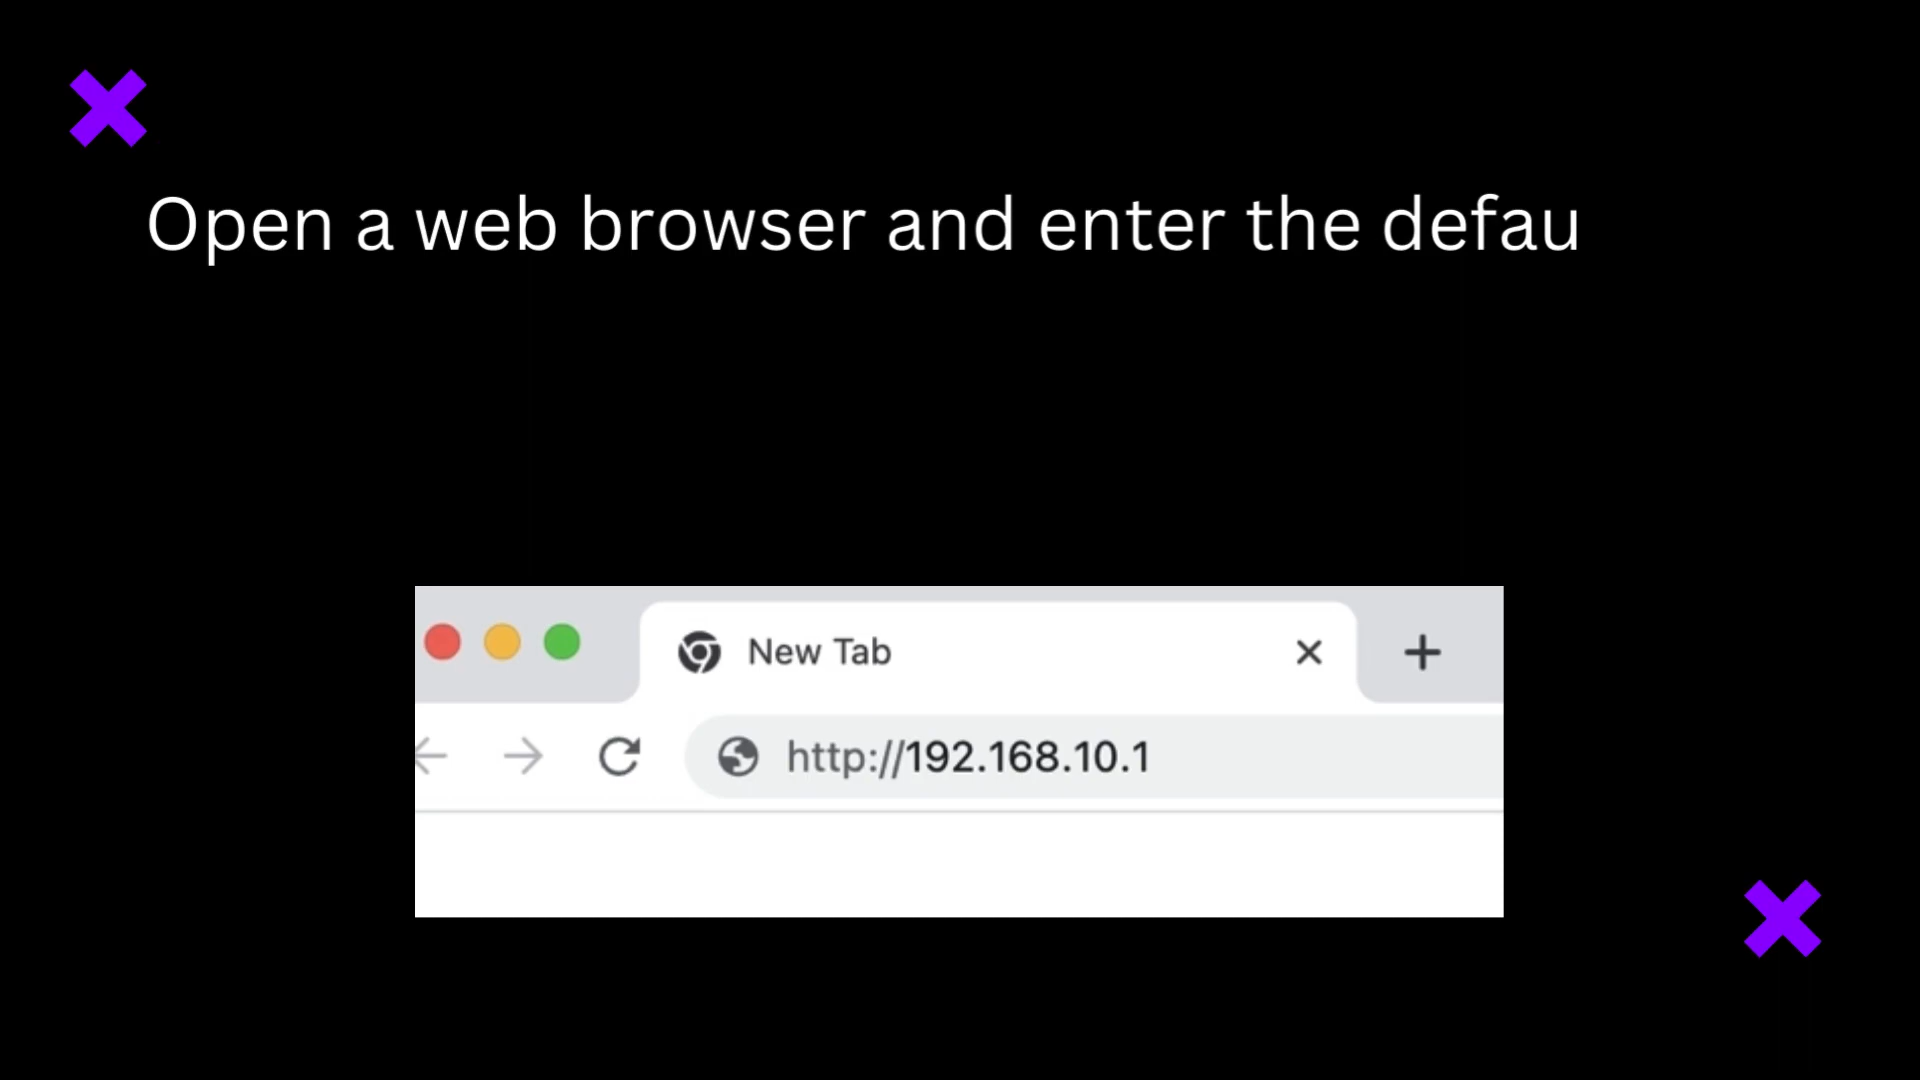 Open a web browser and enter the defau
New Tab
http://192.168.10.1